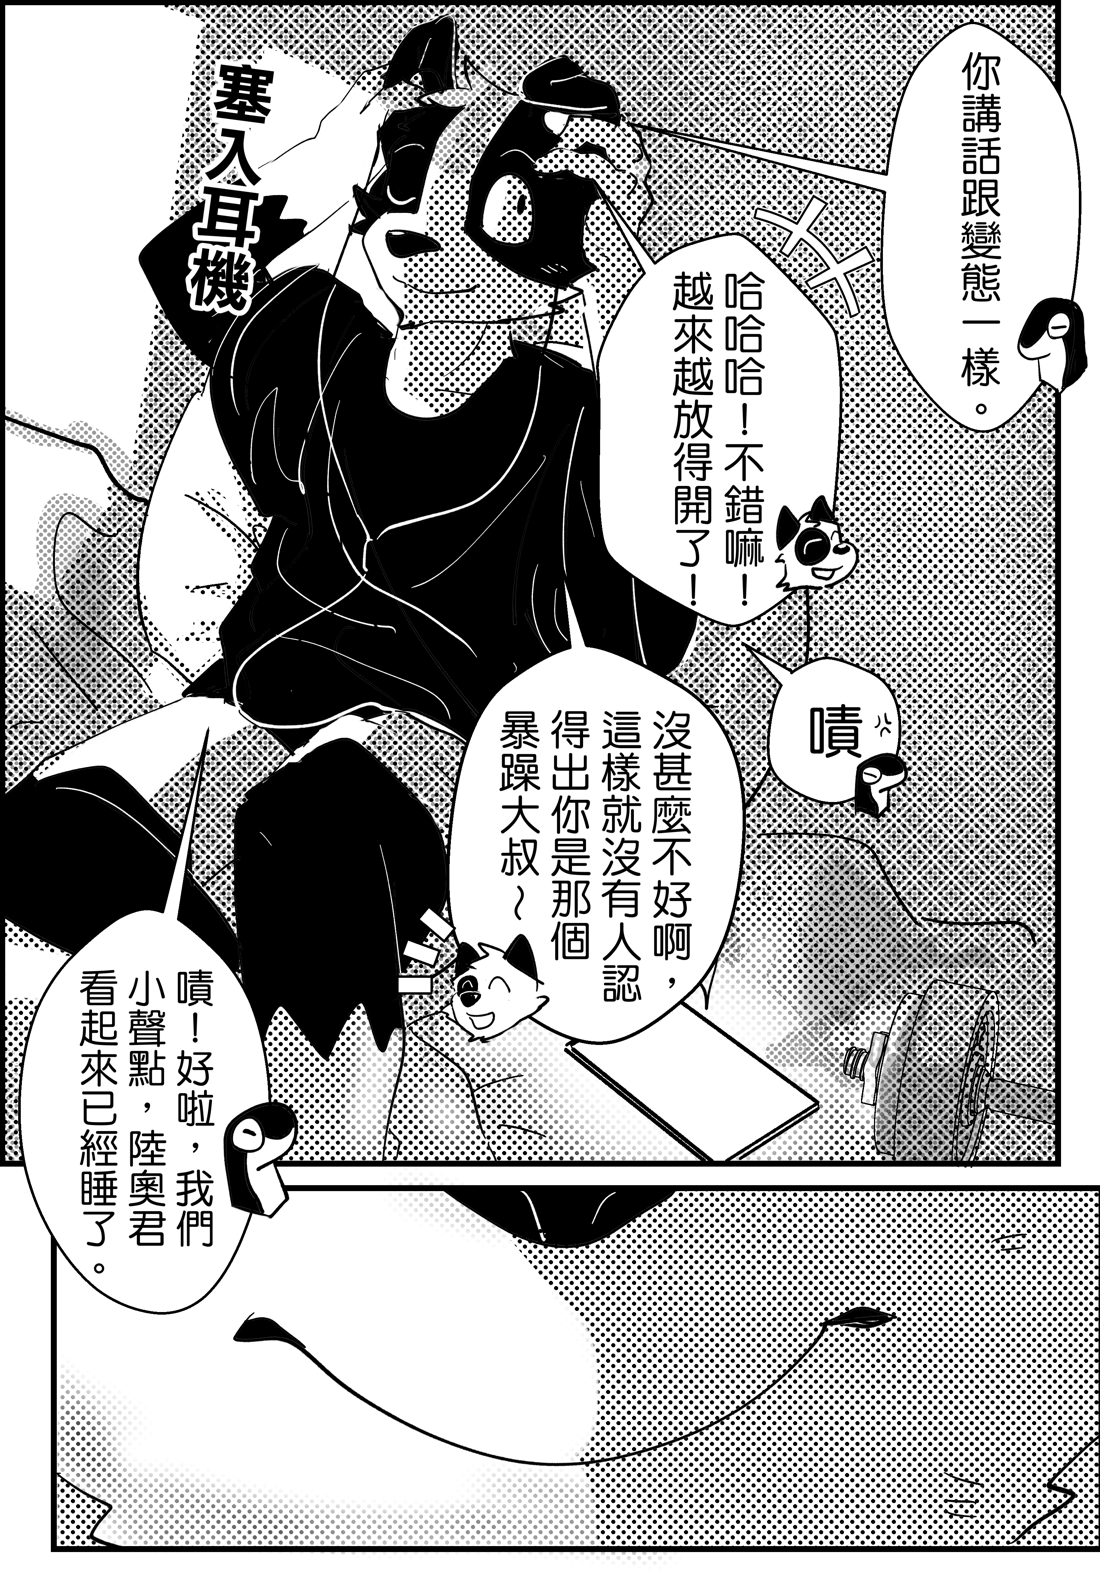 你講話跟變態一樣。
哈哈哈！不錯嘛！
越來越放得開了！
塞入耳機
嘖
沒甚麼不好啊，
這樣就沒有人認
得出你是那個
暴躁大叔～
嘖！好啦，我們
小聲點，陸奧君
看起來已經睡了。